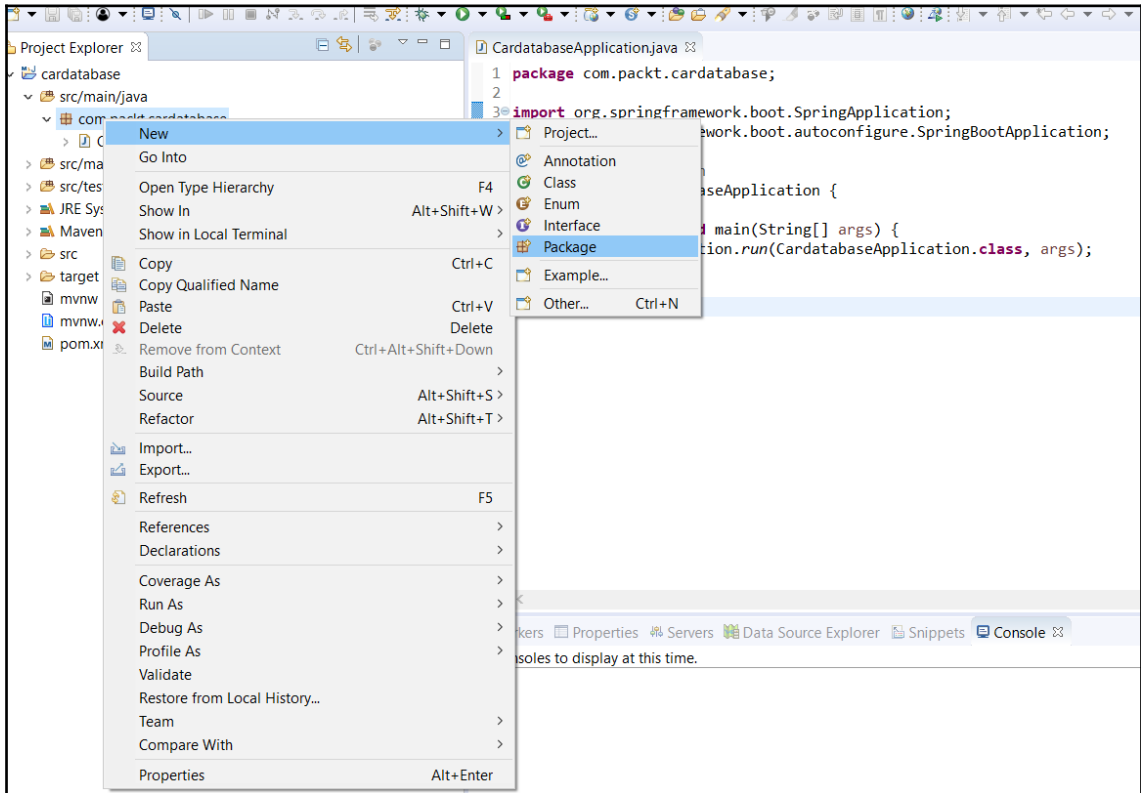 Project Explorer
CardatabaseApplication.java
cardatabase
src/main/java
com.packt.cardatabase
C
src/ma
src/tes
JRE Sys
Maven
src
target
mvnw
mvnw.
pom.x
1 package com.packt.cardatabase;
2
3 import org.springframework.boot.SpringApplication;
ework.boot.autoconfigure.SpringBootApplication;
aseApplication {
main(String[] args) {
tion.run(CardatabaseApplication.class, args);
New
Go Into
Open Type Hierarchy F4
Show In Alt+Shift+W >
Show in Local Terminal >
Copy Ctrl+C
Copy Qualified Name
Paste Ctrl+V
Delete Delete
Remove from Context Ctrl+Alt+Shift+Down
Build Path >
Source Alt+Shift+S >
Refactor Alt+Shift+T >
Import...
Export...
Refresh F5
References >
Declarations >
Coverage As >
Run As >
Debug As >
Profile As >
Validate
Restore from Local History...
Team >
Compare With >
Properties Alt+Enter
Project...
Annotation
Class
Enum
Interface
Package
Example...
Other... Ctrl+N
kers Properties Servers Data Source Explorer Snippets Console
nsoles to display at this time.